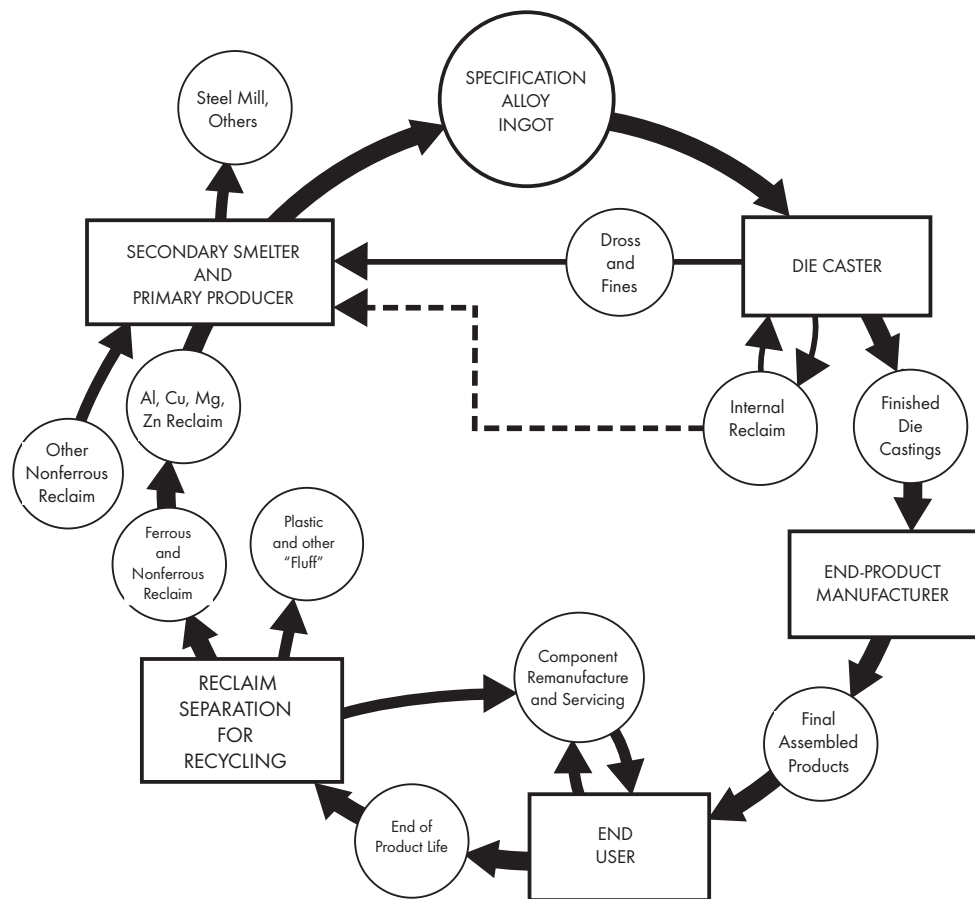 SPECIFICATION
ALLOY
INGOT
Steel Mill,
Others
SECONDARY SMELTER
AND
PRIMARY PRODUCER
Dross
and
Fines
DIE CASTER
Al, Cu, Mg,
Zn Reclaim
Internal
Reclaim
Finished
Die
Castings
Other
Nonferrous
Reclaim
Ferrous
and
Nonferrous
Reclaim
Plastic
and other
“Fluff”
END-PRODUCT
MANUFACTURER
RECLAIM
SEPARATION
FOR
RECYCLING
Component
Remanufacture
and Servicing
Final
Assembled
Products
End of
Product Life
END
USER